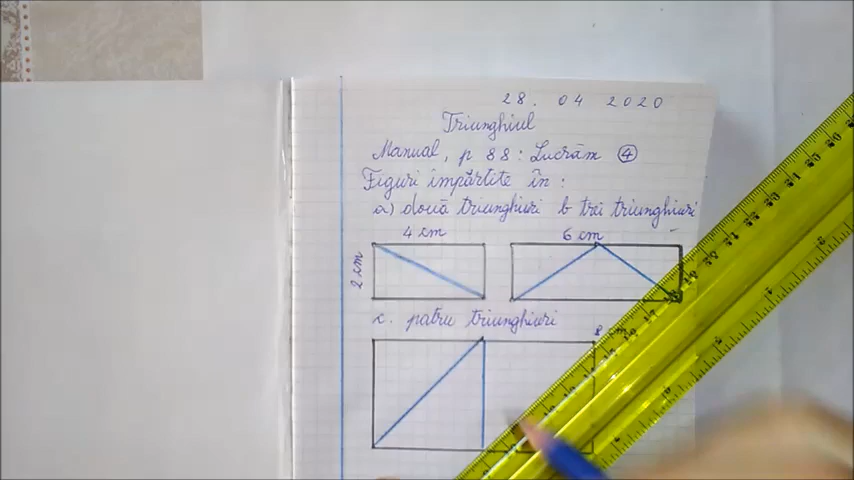 28. 04 2020
Triunghiul
Manual, p 88: Lucrăm 4
Figuri împărțite în:
a) două triunghiuri b trei triunghiuri
4 cm 6 cm
2 cm
c. patru triunghiuri
8